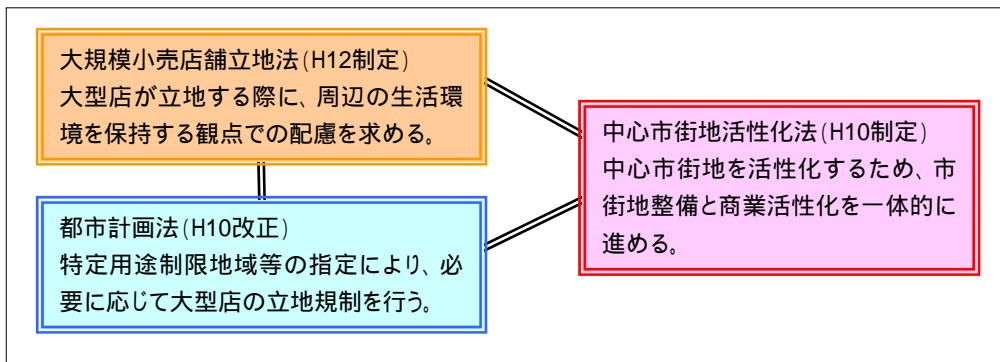 大規模小売店舗立地法(H12制定)
大型店が立地する際に、周辺の生活環
境を保持する観点での配慮を求める。
中心市街地活性化法(H10制定)
中心市街地を活性化するため、市
街地整備と商業活性化を一体的に
進める。
都市計画法(H10改正)
特定用途制限地域等の指定により、必
要に応じて大型店の立地規制を行う。